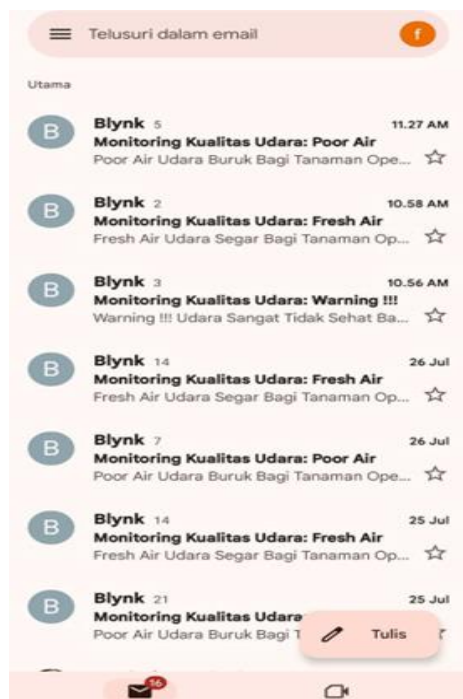 Telusuri dalam email
f
Utama
B
Blynk 5 11.27 AM
Monitoring Kualitas Udara: Poor Air
Poor Air Udara Buruk Bagi Tanaman Ope...
B
Blynk 2 10.58 AM
Monitoring Kualitas Udara: Fresh Air
Fresh Air Udara Segar Bagi Tanaman Op...
B
Blynk 3 10.56 AM
Monitoring Kualitas Udara: Warning !!!
Warning !!! Udara Sangat Tidak Sehat Ba...
B
Blynk 14 26 Jul
Monitoring Kualitas Udara: Fresh Air
Fresh Air Udara Segar Bagi Tanaman Op...
B
Blynk 7 26 Jul
Monitoring Kualitas Udara: Poor Air
Poor Air Udara Buruk Bagi Tanaman Ope...
B
Blynk 14 25 Jul
Monitoring Kualitas Udara: Fresh Air
Fresh Air Udara Segar Bagi Tanaman Op...
B
Blynk 21 25 Jul
Monitoring Kualitas Udara
Poor Air Udara Buruk Bagi T
Tulis
16